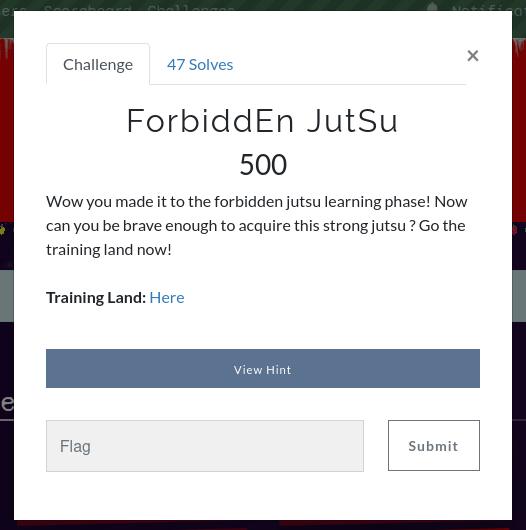 ers Scoreboard Challenges
Challenge
47 Solves
×
ForbiddEn JutSu
500
Wow you made it to the forbidden jutsu learning phase! Now
can you be brave enough to acquire this strong jutsu ? Go the
training land now!
Training Land: Here
View Hint
Flag
Submit